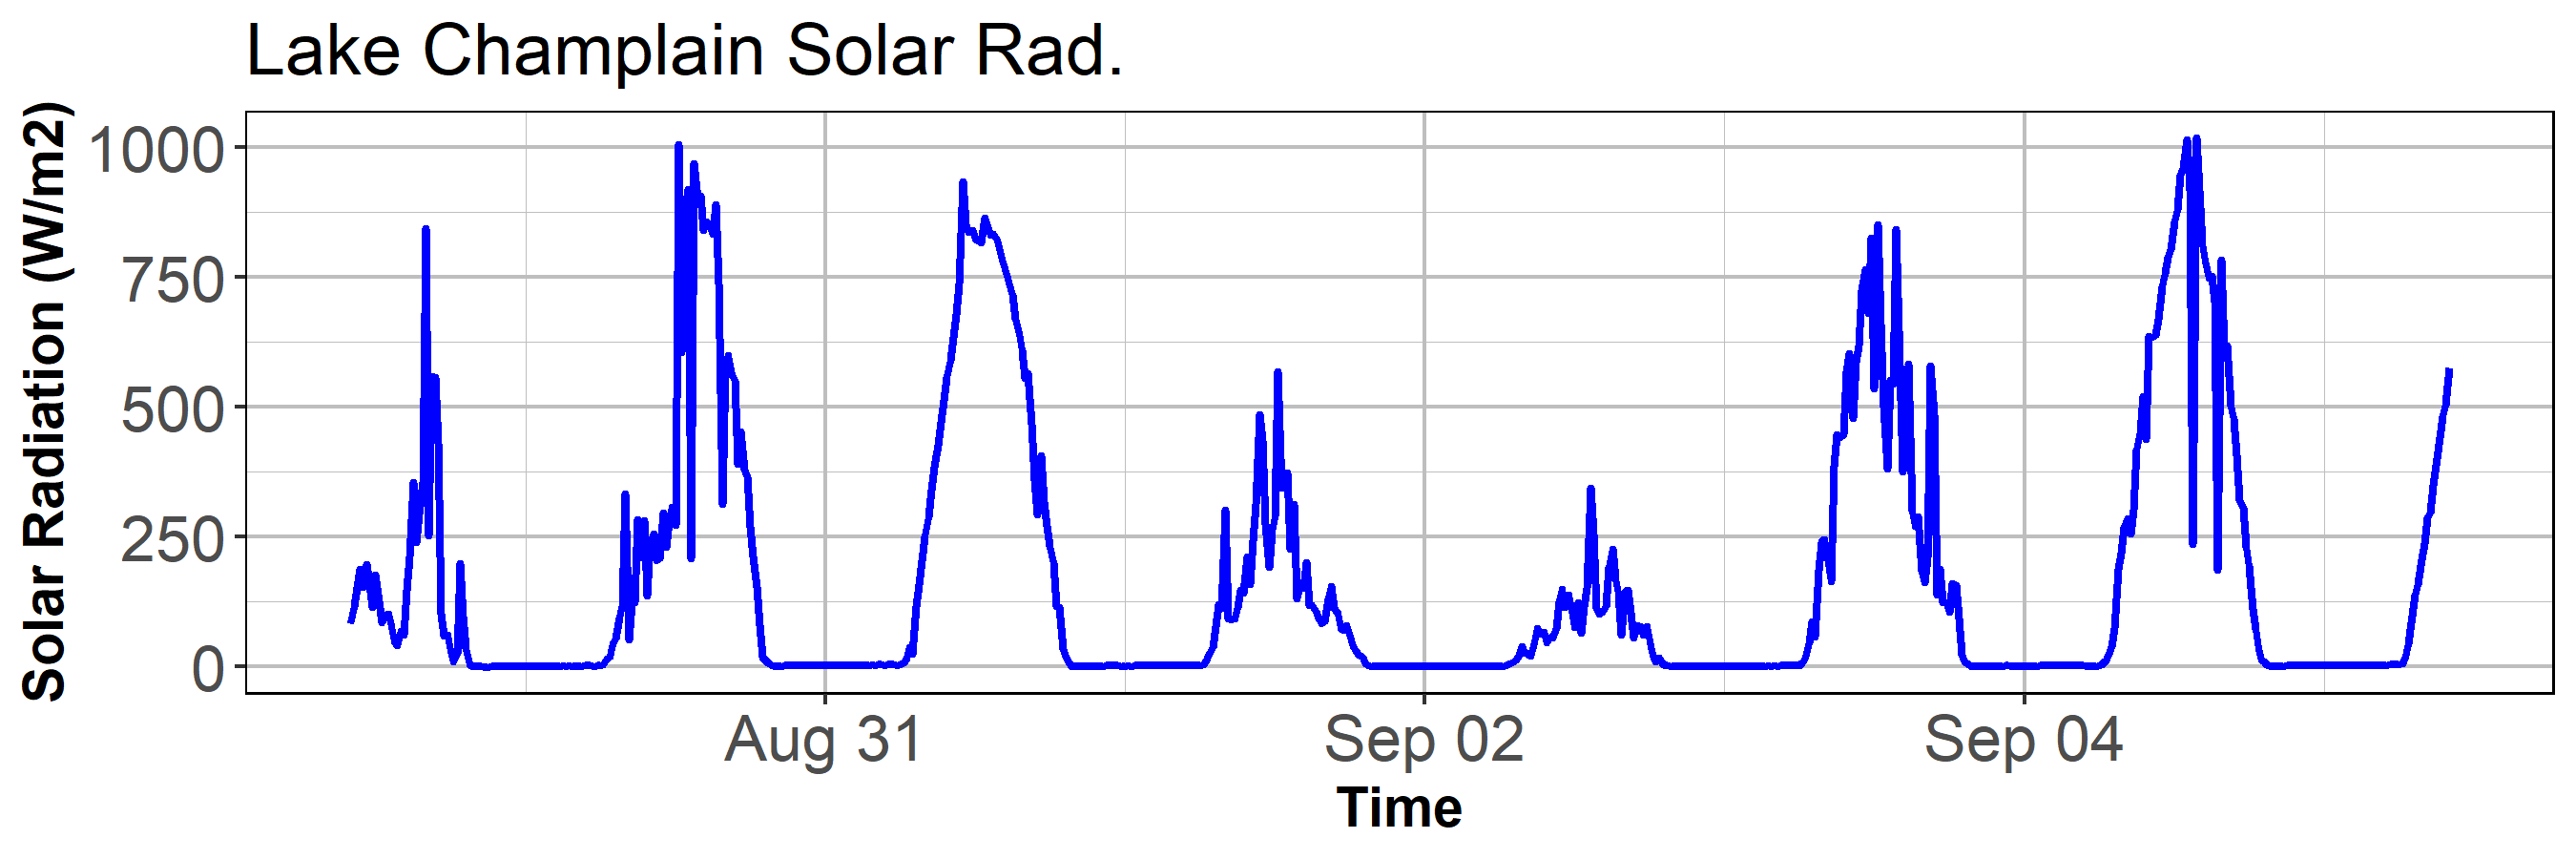 Lake Champlain Solar Rad.
Solar Radiation (W/m2)
1000
750
500
250
0
Aug 31 Sep 02 Sep 04
Time